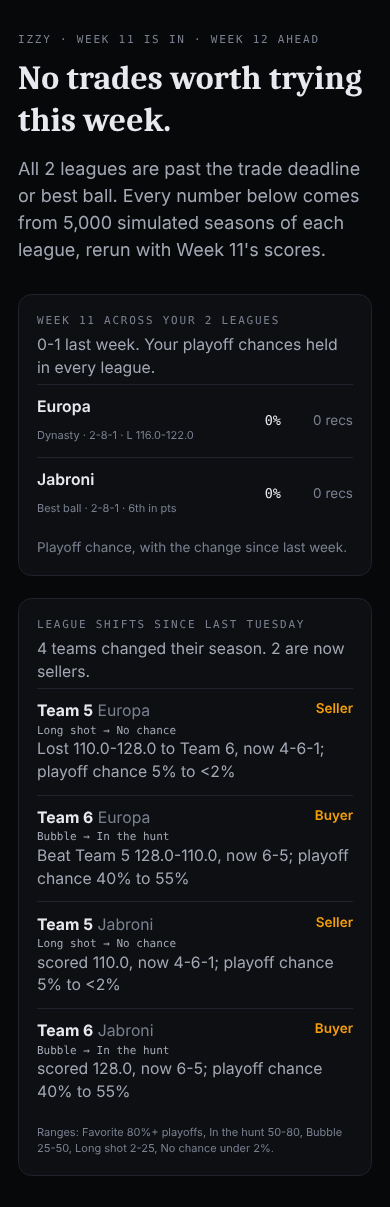 IZZY · WEEK 11 IS IN · WEEK 12 AHEAD
No trades worth trying
this week.
All 2 leagues are past the trade deadline
or best ball. Every number below comes
from 5,000 simulated seasons of each
league, rerun with Week 11's scores.
WEEK 11 ACROSS YOUR 2 LEAGUES
0-1 last week. Your playoff chances held
in every league.
Europa
0%
0 recs
Dynasty · 2-8-1 · L 116.0-122.0
Jabroni
0%
0 recs
Best ball · 2-8-1 · 6th in pts
Playoff chance, with the change since last week.
LEAGUE SHIFTS SINCE LAST TUESDAY
4 teams changed their season. 2 are now
sellers.
Team 5 Europa
Seller
Long shot → No chance
Lost 110.0-128.0 to Team 6, now 4-6-1;
playoff chance 5% to <2%
Team 6 Europa
Buyer
Bubble → In the hunt
Beat Team 5 128.0-110.0, now 6-5; playoff
chance 40% to 55%
Team 5 Jabroni
Seller
Long shot → No chance
scored 110.0, now 4-6-1; playoff chance
5% to <2%
Team 6 Jabroni
Buyer
Bubble → In the hunt
scored 128.0, now 6-5; playoff chance
40% to 55%
Ranges: Favorite 80%+ playoffs, In the hunt 50-80, Bubble
25-50, Long shot 2-25, No chance under 2%.